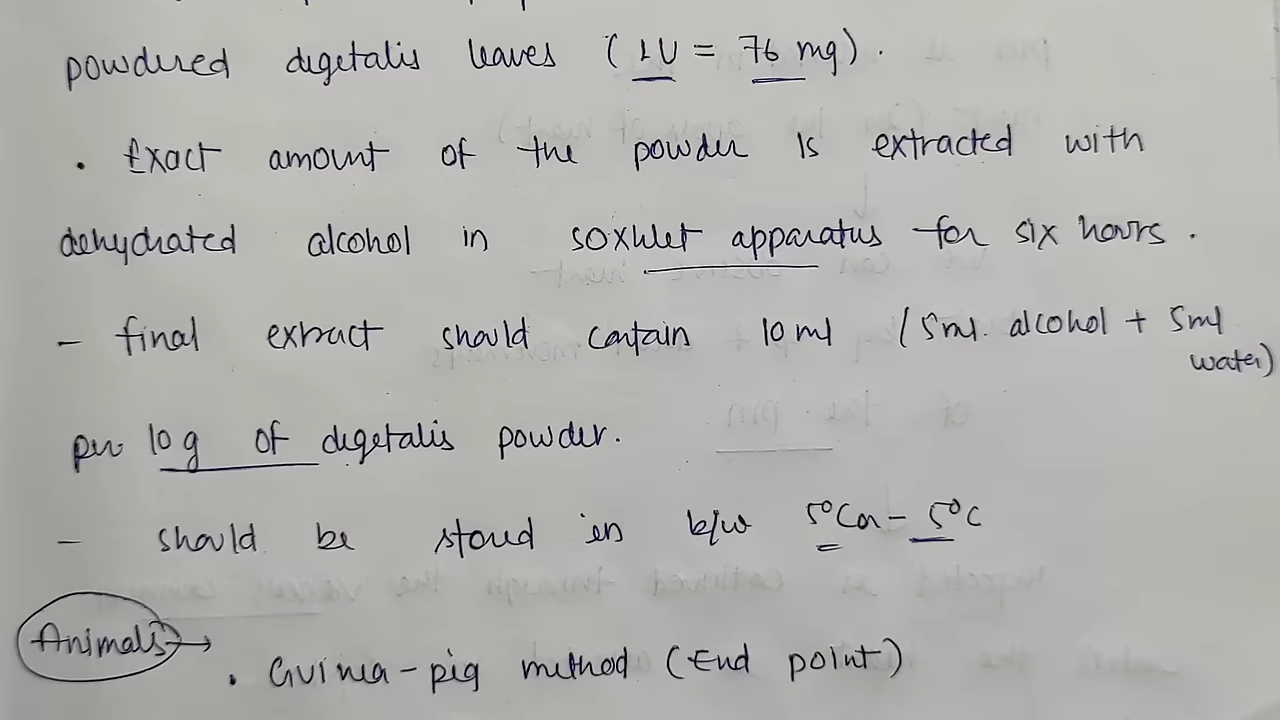 powdered digetalis leaves (1U = 76 mg).
• Exact amount of the powder is extracted with
dehydrated alcohol in soxhlet apparatus for six hours.
- final extract should contain 10 ml (5ml. alcohol + 5ml
water)
per 10 g of digetalis powder.
- should be stored in b/w 5°C - 5°C
Animals → • Guinea-pig method (End point)